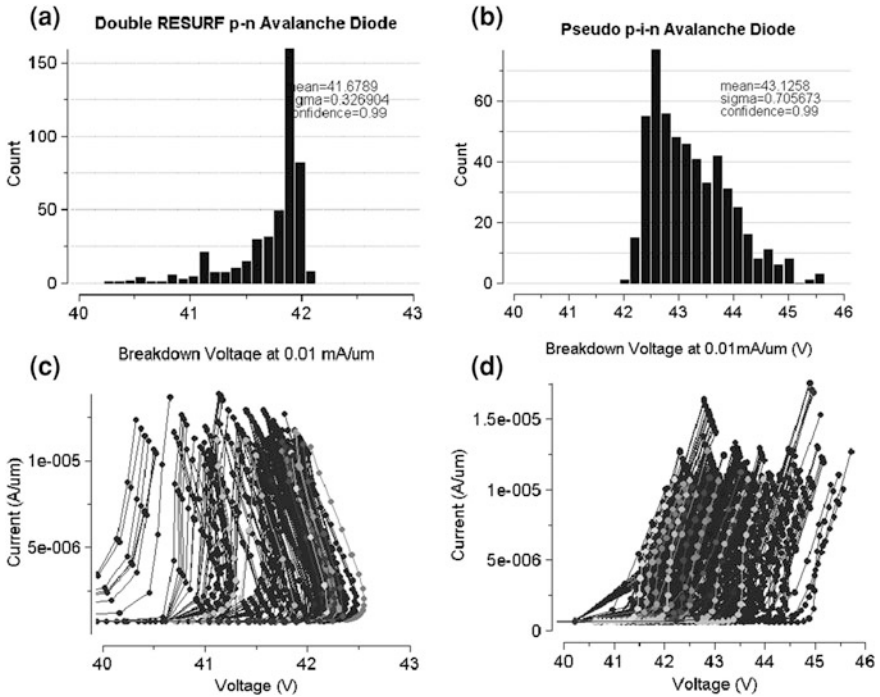 (a)
Double RESURF p-n Avalanche Diode
150
100
50
0
Count
mean=41.6789
sigma=0.326904
confidence=0.99
40
41
42
43
Breakdown Voltage at 0.01 mA/um
(b)
Pseudo p-i-n Avalanche Diode
60
40
20
0
Count
mean=43.1258
sigma=0.705673
confidence=0.99
40
41
42
43
44
45
46
Breakdown Voltage at 0.01mA/um (V)
(c)
1e-005
5e-006
Current (A/um)
40
41
42
43
Voltage (V)
(d)
1.5e-005
1e-005
5e-006
0
Current (A/um)
40
41
42
43
44
45
46
Voltage (V)